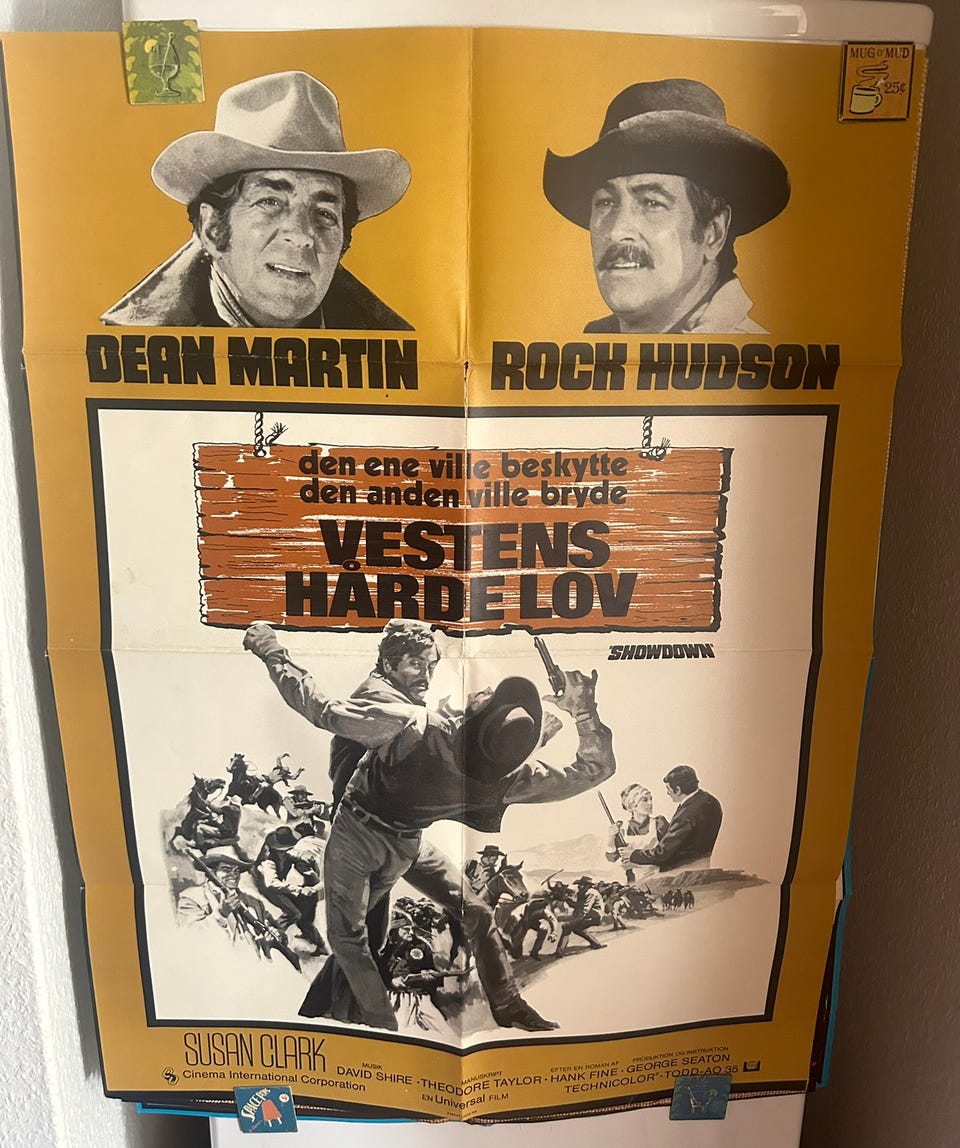 MUG O' MUD
25¢
DEAN MARTIN
ROCK HUDSON
den ene ville beskytte
den anden ville bryde
VESTENS
HÅRDE LOV
"SHOWDOWN"
SUSAN CLARK
Cinema International Corporation
MUSIK
DAVID SHIRE
MANUSKRIPT
THEODORE TAYLOR
EFTER EN ROMAN AF
HANK FINE
PRODUKTION OG INSTRUKTION
GEORGE SEATON
EN Universal FILM
TECHNICOLOR® · TODD-AO 35